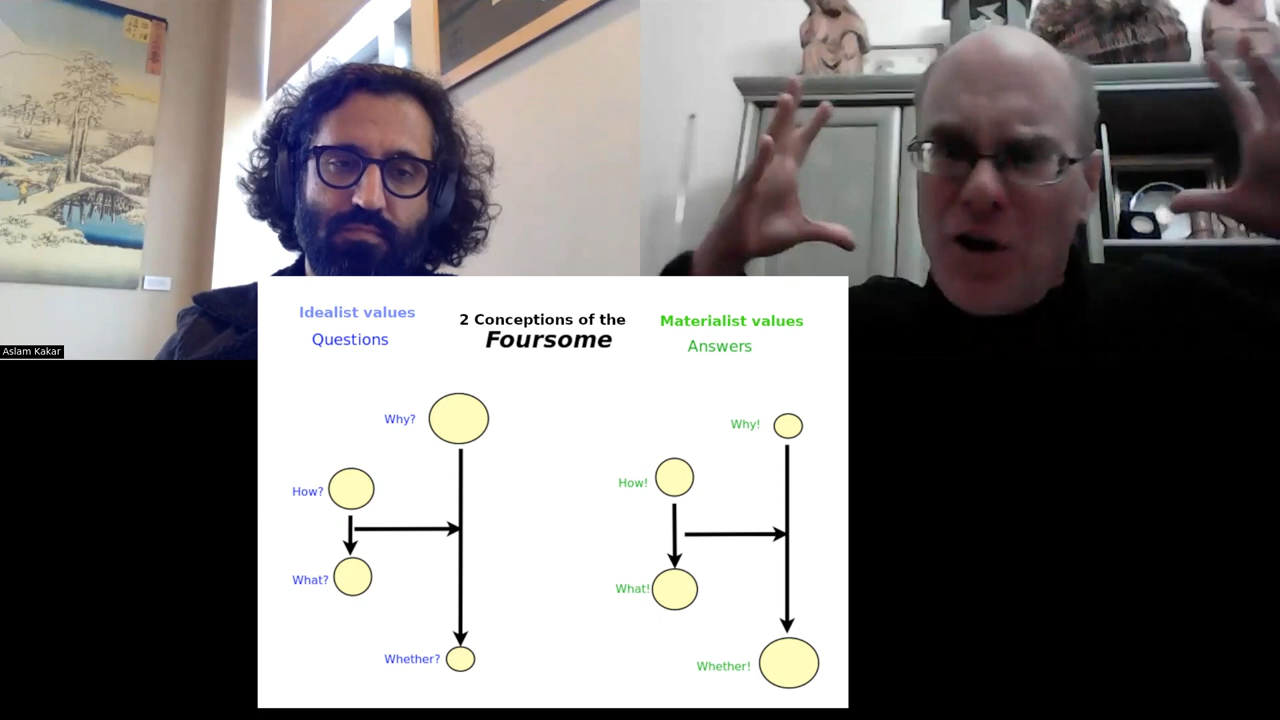 Aslam Kakar
Idealist values
Questions
2 Conceptions of the
Foursome
Materialist values
Answers
Why?
How?
What?
Whether?
Why!
How!
What!
Whether!